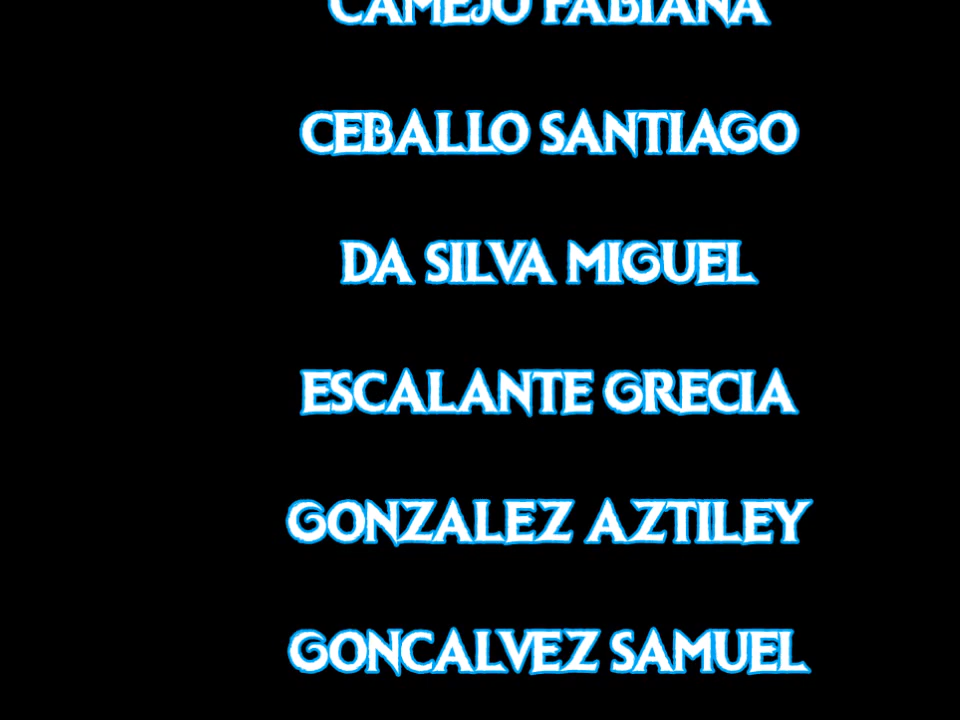 CAMEJO FABIANA
CEBALLO SANTIAGO
DA SILVA MIGUEL
ESCALANTE GRECIA
GONZALEZ AZTILEY
GONCALVEZ SAMUEL